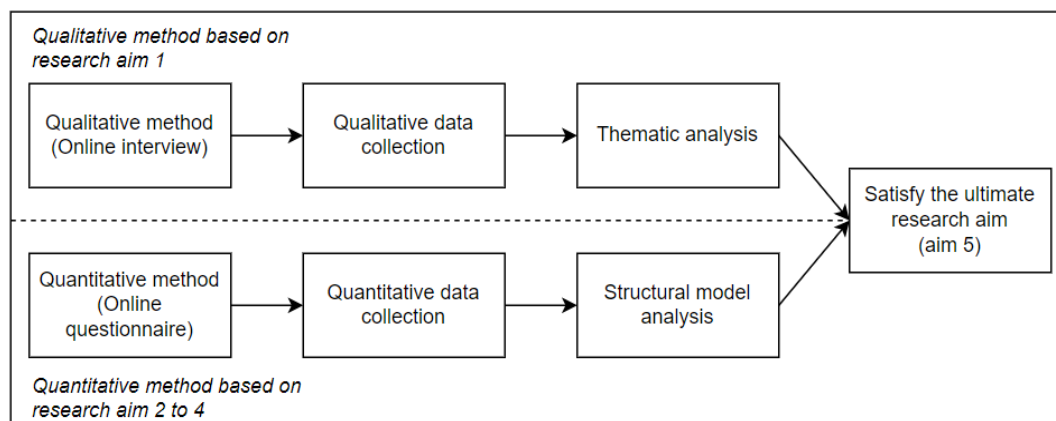 Qualitative method based on
research aim 1
Qualitative method
(Online interview)
Qualitative data
collection
Thematic analysis
Satisfy the ultimate
research aim
(aim 5)
Quantitative method
(Online
questionnaire)
Quantitative data
collection
Structural model
analysis
Quantitative method based on
research aim 2 to 4